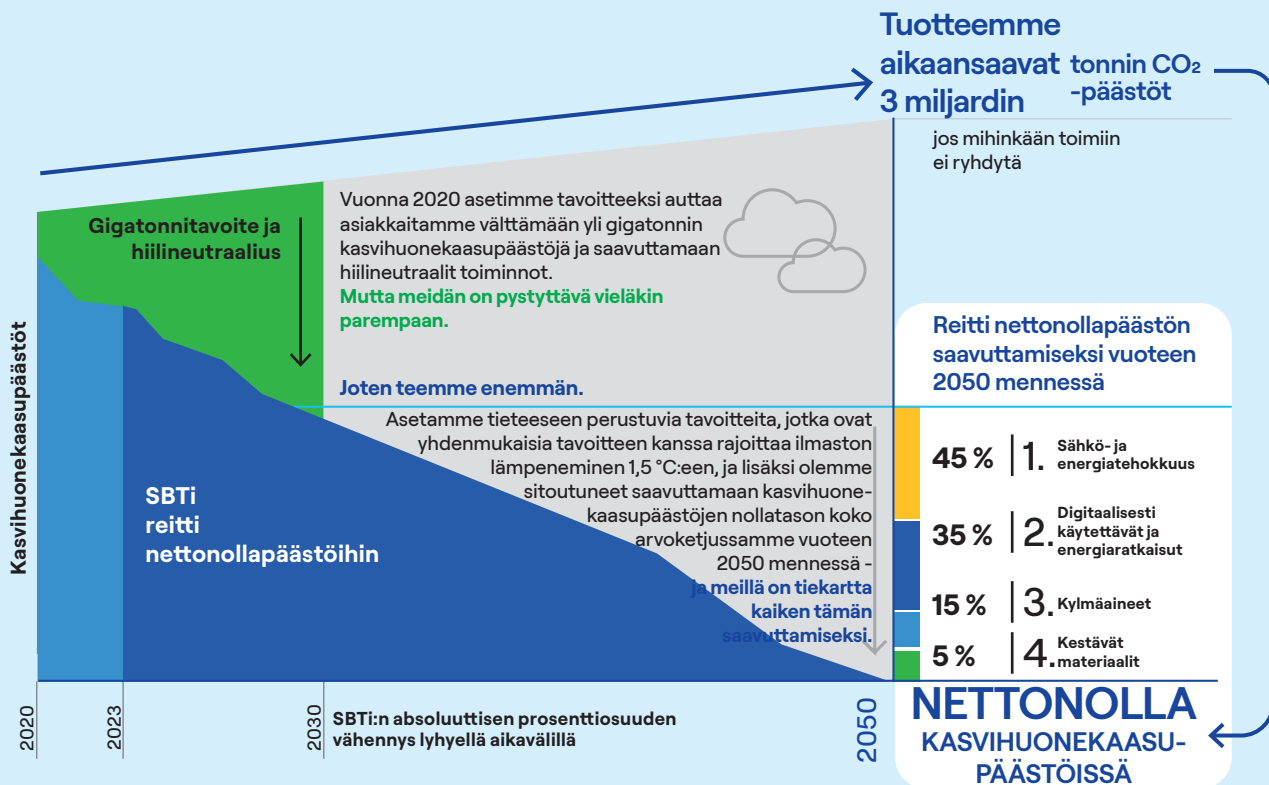 Tuotteemme
aikaansaavat
3 miljardin
tonnin CO₂
-päästöt
jos mihinkään toimiin
ei ryhdytä
Gigatonnitavoite ja
hiilineutraalius
Vuonna 2020 asetimme tavoitteeksi auttaa
asiakkaitamme välttämään yli gigatonnin
kasvihuonekaasupäästöjä ja saavuttamaan
hiilineutraalit toiminnot.
Mutta meidän on pystyttävä vieläkin
parempaan.
Joten teemme enemmän.
Asetamme tieteeseen perustuvia tavoitteita, jotka ovat
yhdenmukaisia tavoitteen kanssa rajoittaa ilmaston
lämpeneminen 1,5 °C:een, ja lisäksi olemme
sitoutuneet saavuttamaan kasvihuone-
kaasupäästöjen nollatason koko
arvoketjussamme vuoteen
2050 mennessä -
ja meillä on tiekartta
kaiken tämän
saavuttamiseksi.
Kasvihuonekaasupäästöt
SBTi
reitti
nettonollapäästöihin
Reitti nettonollapäästön
saavuttamiseksi vuoteen
2050 mennessä
45 % 1. Sähkö- ja
energiatehokkuus
35 % 2. Digitaalisesti
käytettävät ja
energiaratkaisut
15 % 3. Kylmäaineet
5 % 4. Kestävät
materiaalit
2020
2023
2030
SBTi:n absoluuttisen prosenttiosuuden
vähennys lyhyellä aikavälillä
2050
NETTONOLLA
KASVIHUONEKAASU-
PÄÄSTÖISSÄ